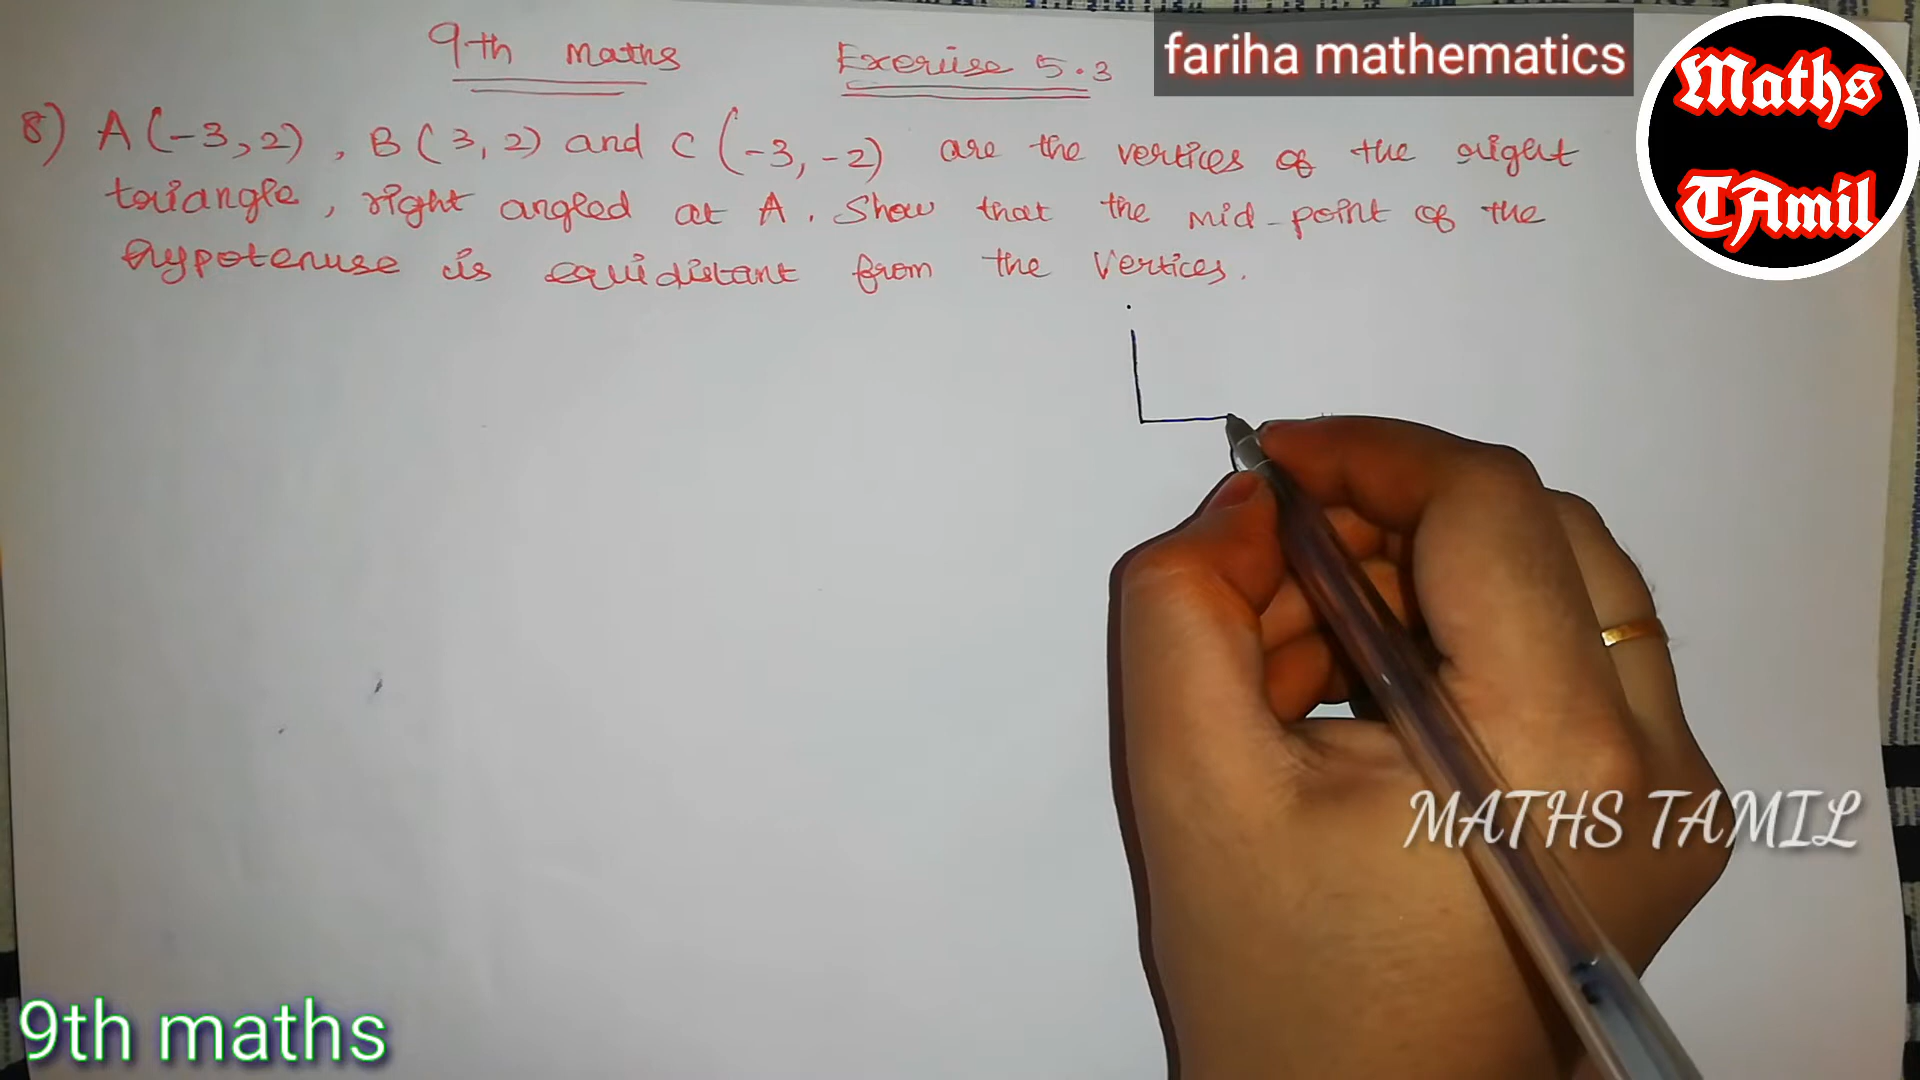 9th maths Exercise 5.3
fariha mathematics
Maths
TAmil
8) A(-3,2), B(3,2) and C(-3,-2) are the vertices of the right
triangle, right angled at A. Show that the mid-point of the
hypotenuse is equidistant from the vertices.
MATHS TAMIL
9th maths